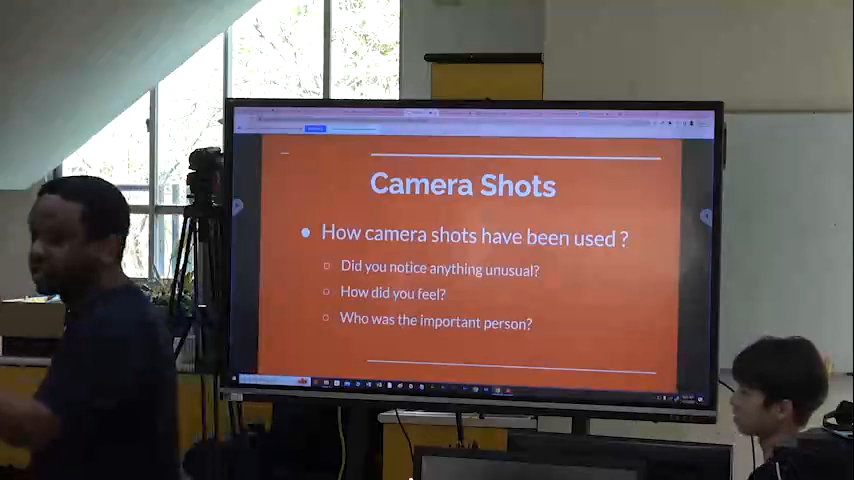 Camera Shots
● How camera shots have been used ?
○ Did you notice anything unusual?
○ How did you feel?
○ Who was the important person?